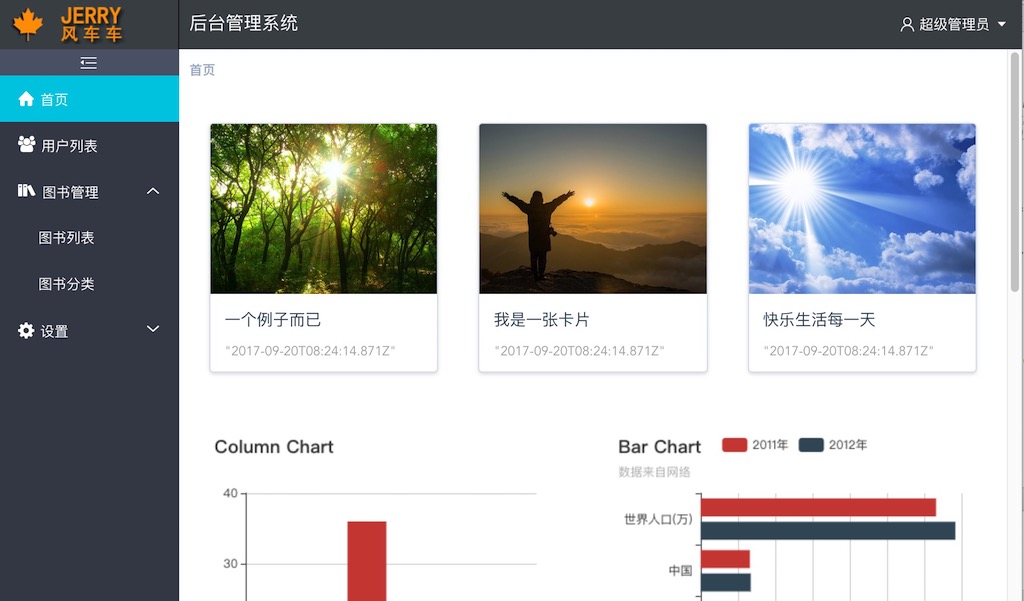 JERRY
风车车
后台管理系统
超级管理员
首页
用户列表
图书管理
图书列表
图书分类
设置
首页
一个例子而已
"2017-09-20T08:24:14.871Z"
我是一张卡片
"2017-09-20T08:24:14.871Z"
快乐生活每一天
"2017-09-20T08:24:14.871Z"
Column Chart
40
30
Bar Chart
2011年
2012年
数据来自网络
世界人口(万)
中国